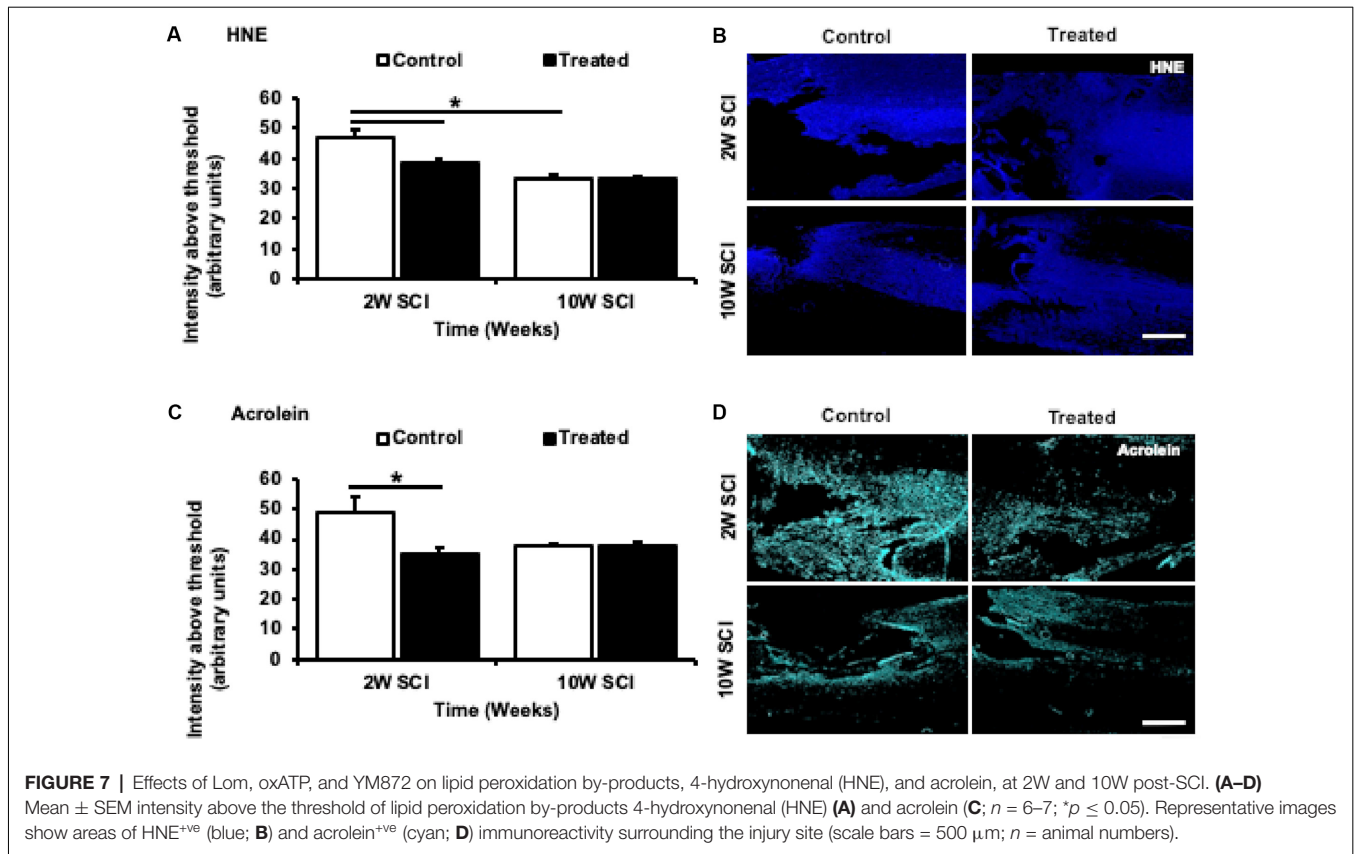 A HNE
Control Treated
*
60
50
40
30
20
10
0
Intensity above threshold
(arbitrary units)
2W SCI 10W SCI
Time (Weeks)
B Control Treated
HNE
2W SCI
10W SCI
C Acrolein
Control Treated
*
60
50
40
30
20
10
0
Intensity above threshold
(arbitrary units)
2W SCI 10W SCI
Time (Weeks)
D Control Treated
Acrolein
2W SCI
10W SCI
FIGURE 7 | Effects of Lom, oxATP, and YM872 on lipid peroxidation by-products, 4-hydroxynonenal (HNE), and acrolein, at 2W and 10W post-SCI. (A–D)
Mean ± SEM intensity above the threshold of lipid peroxidation by-products 4-hydroxynonenal (HNE) (A) and acrolein (C; n = 6–7; *p ≤ 0.05). Representative images
show areas of HNE+ve (blue; B) and acrolein+ve (cyan; D) immunoreactivity surrounding the injury site (scale bars = 500 μm; n = animal numbers).